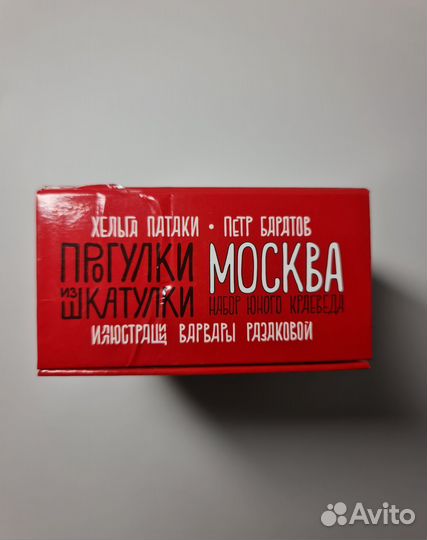 ХЕЛЬГА ПАТАКИ • ПЕТР БАРАТОВ
ПРОГУЛКИ
ИЗ ШКАТУЛКИ
МОСКВА
НАБОР ЮНОГО КРАЕВЕДА
ИЛЛЮСТРАЦИИ ВАРВАРЫ РАЗАКОВОЙ
Avito